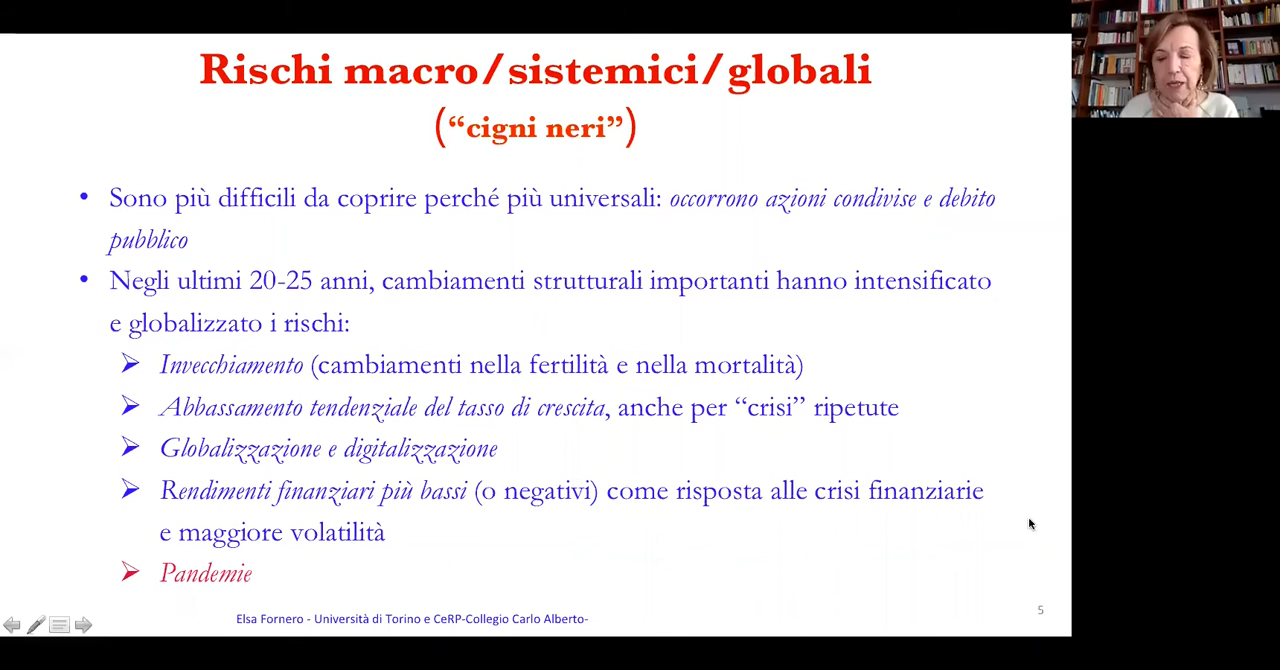 Rischi macro/sistemici/globali
(“cigni neri”)
• Sono più difficili da coprire perché più universali: occorrono azioni condivise e debito
pubblico
• Negli ultimi 20-25 anni, cambiamenti strutturali importanti hanno intensificato
e globalizzato i rischi:
➢ Invecchiamento (cambiamenti nella fertilità e nella mortalità)
➢ Abbassamento tendenziale del tasso di crescita, anche per “crisi” ripetute
➢ Globalizzazione e digitalizzazione
➢ Rendimenti finanziari più bassi (o negativi) come risposta alle crisi finanziarie
e maggiore volatilità
➢ Pandemie
5
Elsa Fornero - Università di Torino e CeRP-Collegio Carlo Alberto-